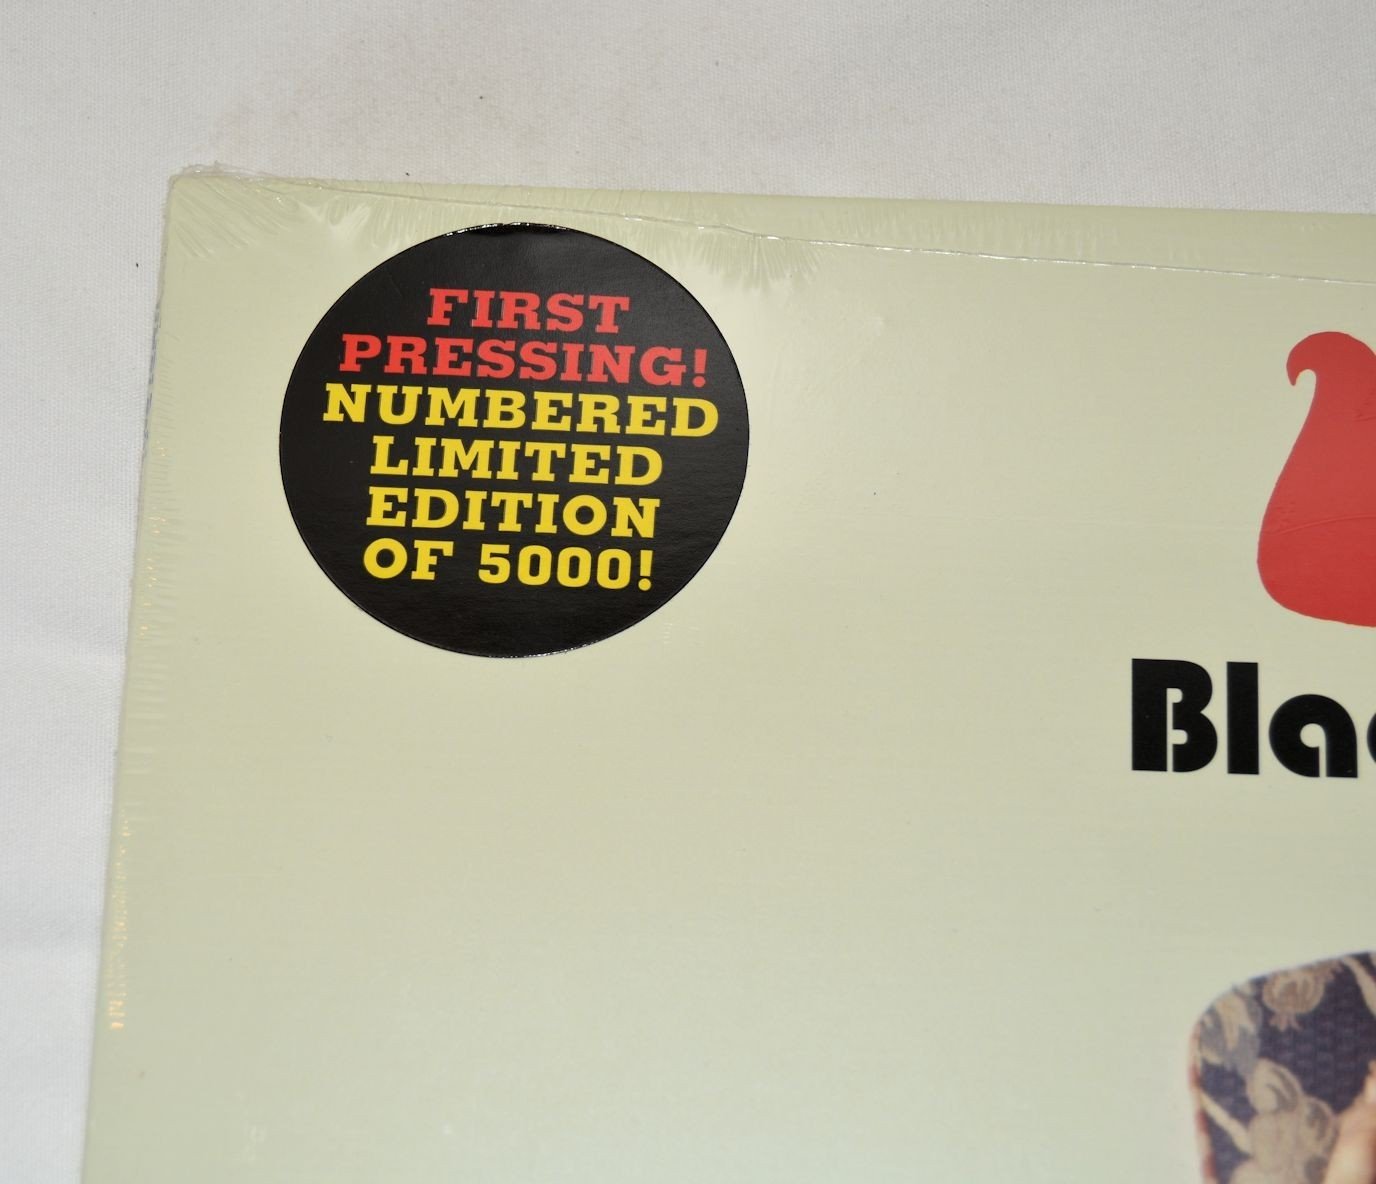 FIRST
PRESSING!
NUMBERED
LIMITED
EDITION
OF 5000!